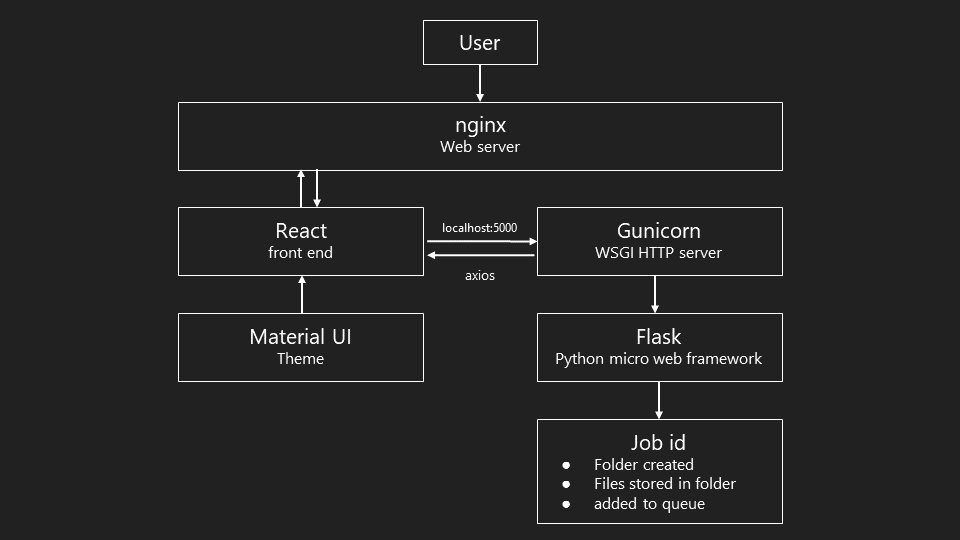 User
nginx
Web server
React
front end
localhost:5000
axios
Gunicorn
WSGI HTTP server
Material UI
Theme
Flask
Python micro web framework
Job id
● Folder created
● Files stored in folder
● added to queue